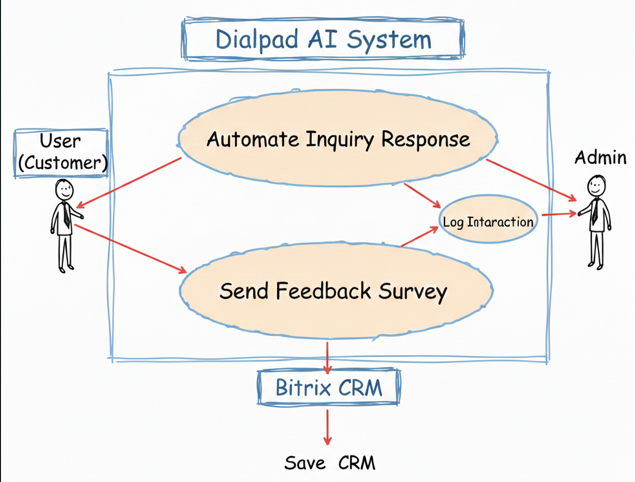 Dialpad AI System
User
(Customer)
Automate Inquiry Response
Admin
Log Intaraction
Send Feedback Survey
Bitrix CRM
Save CRM